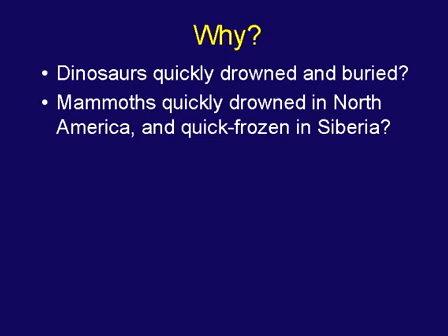 Why?
• Dinosaurs quickly drowned and buried?
• Mammoths quickly drowned in North
America, and quick-frozen in Siberia?